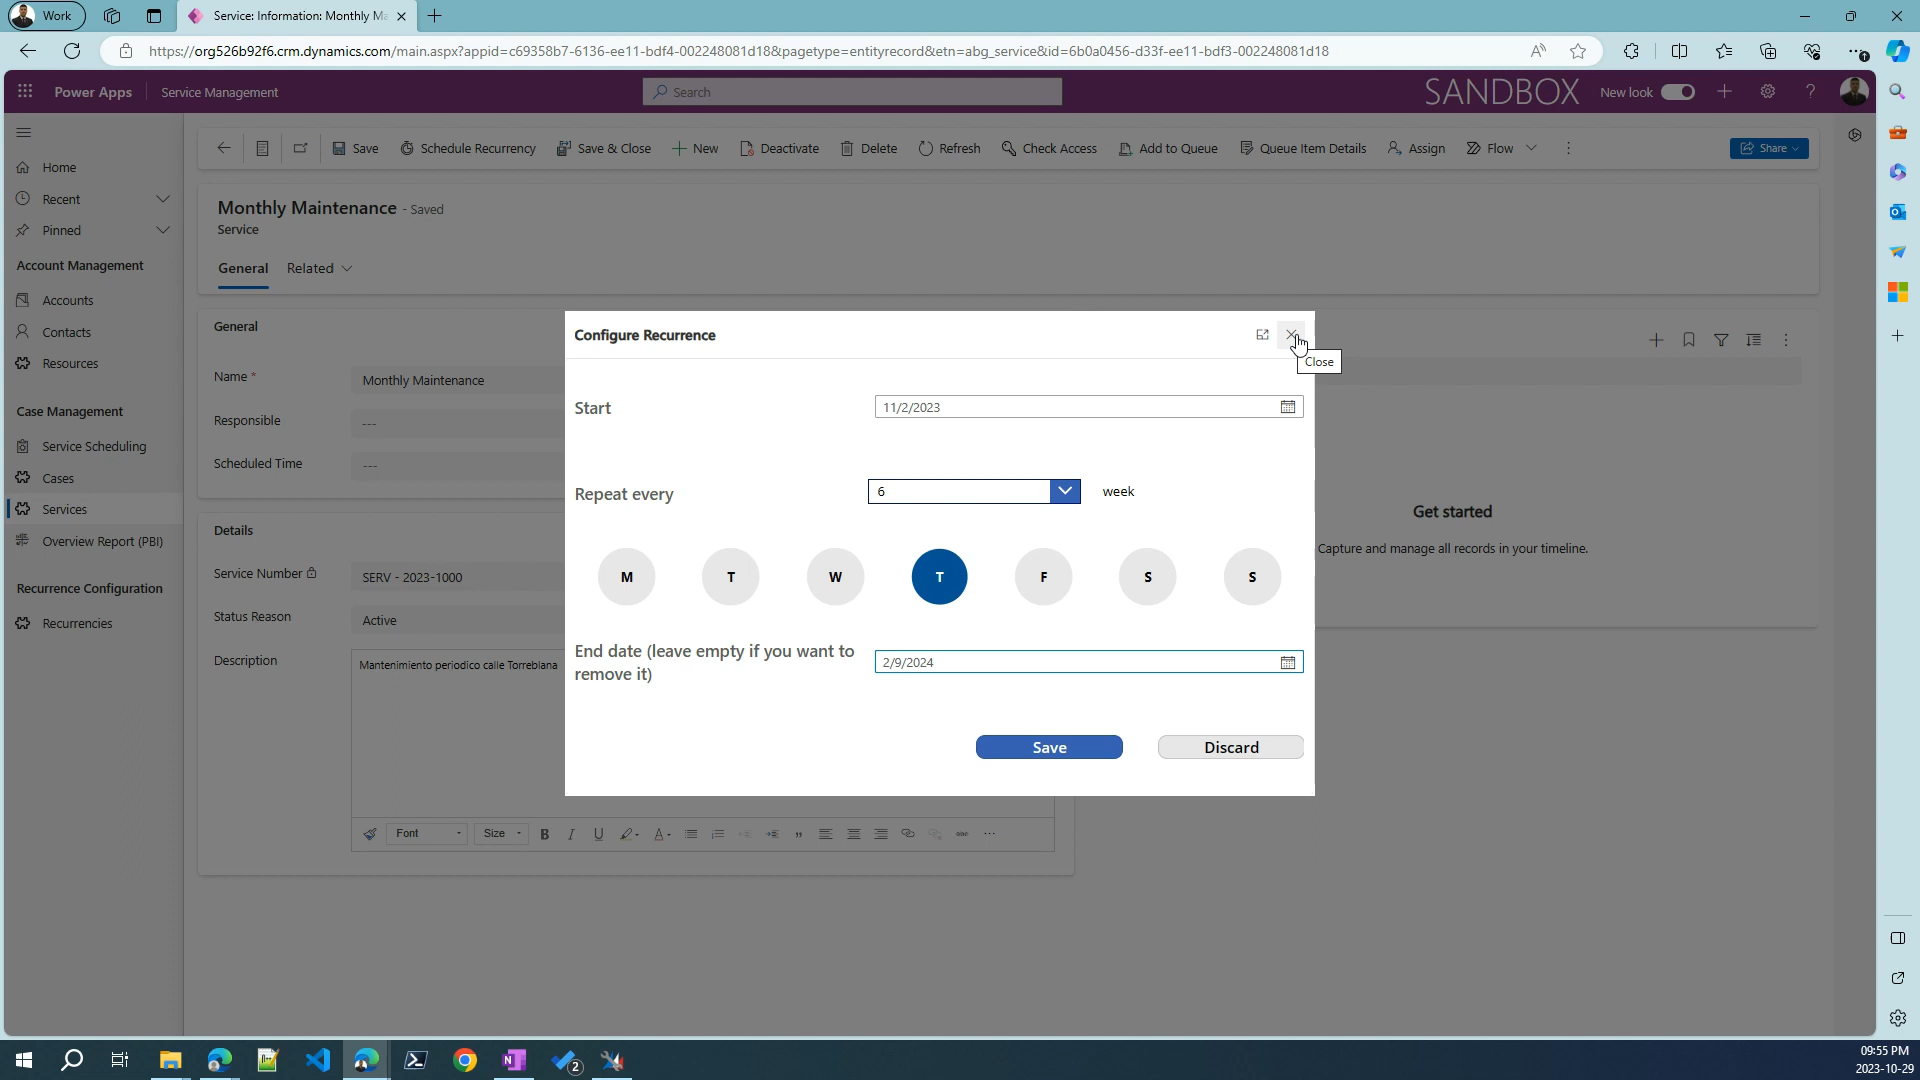 Work
Service: Information: Monthly Ma
https://org526b92f6.crm.dynamics.com/main.aspx?appid=c69358b7-6136-ee11-bdf4-002248081d18&pagetype=entityrecord&etn=abg_service&id=6b0a0456-d33f-ee11-bdf3-002248081d18
Power Apps
Service Management
Search
SANDBOX
New look
Save
Schedule Recurrency
Save & Close
New
Deactivate
Delete
Refresh
Check Access
Add to Queue
Queue Item Details
Assign
Flow
Share
Home
Recent
Pinned
Account Management
Accounts
Contacts
Resources
Case Management
Service Scheduling
Cases
Services
Overview Report (PBI)
Recurrence Configuration
Recurrencies
Monthly Maintenance - Saved
Service
General
Related
General
Name *
Monthly Maintenance
Responsible
---
Scheduled Time
---
Details
Service Number
SERV - 2023-1000
Status Reason
Active
Description
Mantenimiento periodico calle Torreblana
Font
Size
B
I
U
A
Configure Recurrence
Close
Start
11/2/2023
Repeat every
6
week
M
T
W
T
F
S
S
End date (leave empty if you want to
remove it)
2/9/2024
Save
Discard
Get started
Capture and manage all records in your timeline.
2
09:55 PM
2023-10-29